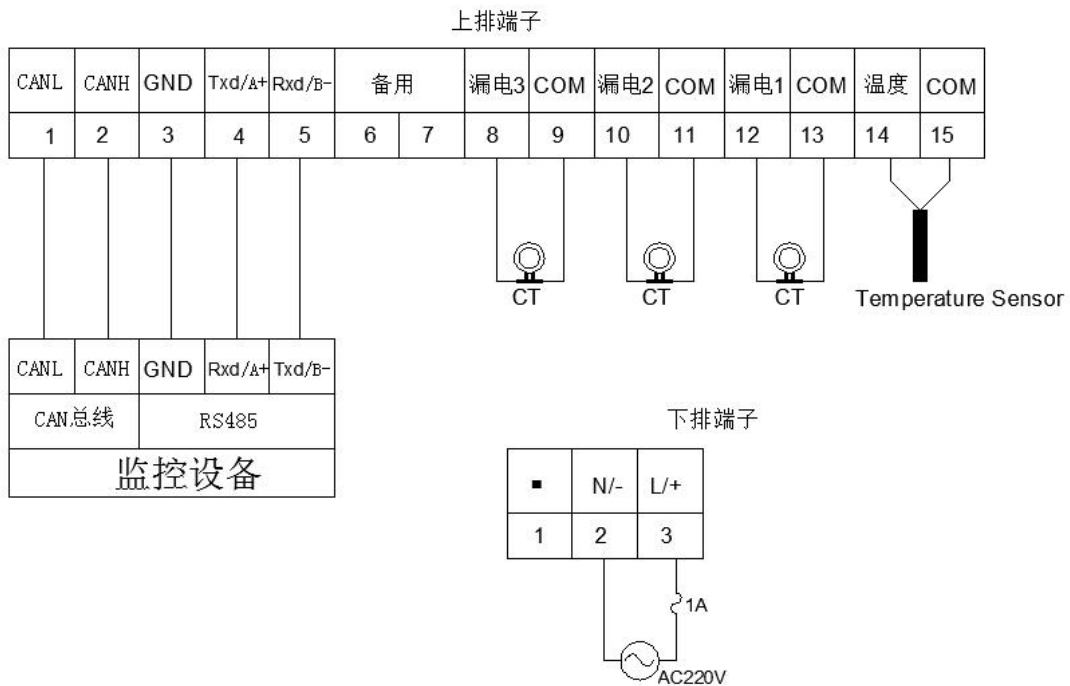 上排端子
CANL CANH GND Txd/A+ Rxd/B- 备用 漏电3 COM 漏电2 COM 漏电1 COM 温度 COM
1 2 3 4 5 6 7 8 9 10 11 12 13 14 15
CT CT CT Temperature Sensor
CANL CANH GND Rxd/A+ Txd/B-
CAN总线 RS485
监控设备
下排端子
N/- L/+
1 2 3
1A
AC220V